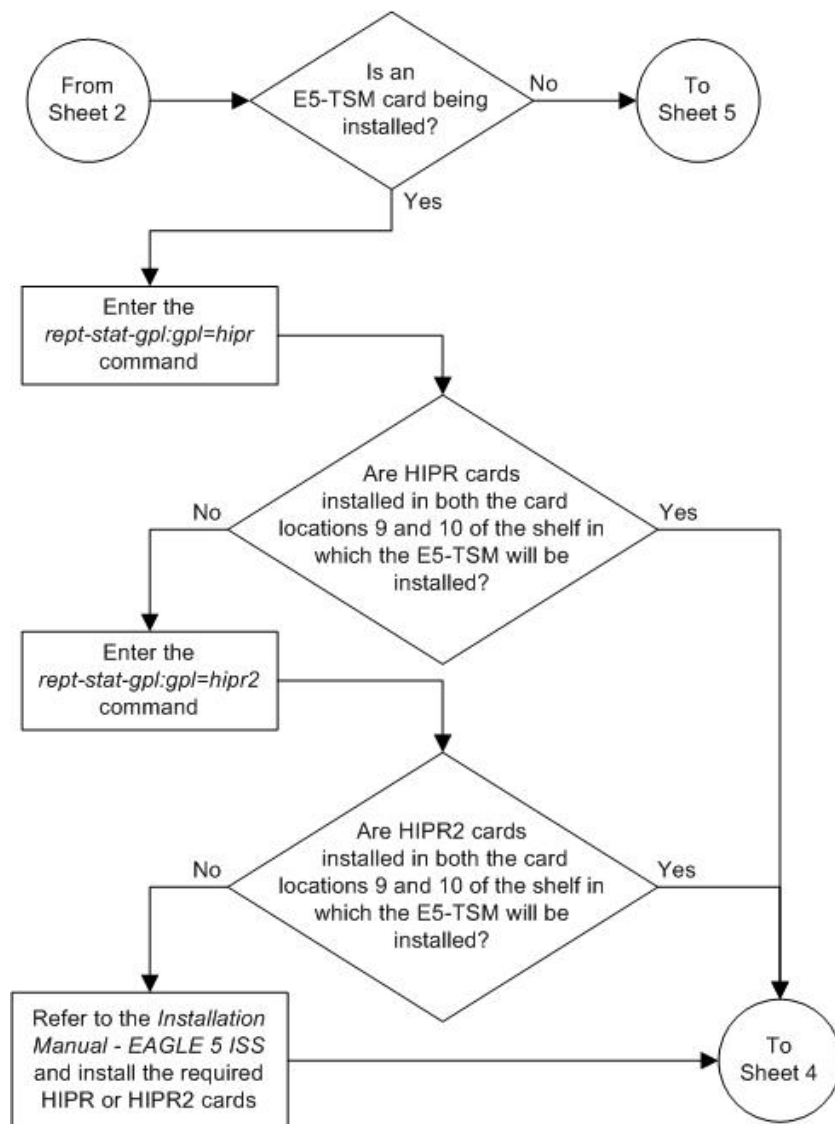 From
Sheet 2
Is an
E5-TSM card being
installed?
No
To
Sheet 5
Yes
Enter the
rept-stat-gpl:gpl=hipr
command
Are HIPR cards
installed in both the card
locations 9 and 10 of the shelf in
which the E5-TSM will be
installed?
No
Yes
Enter the
rept-stat-gpl:gpl=hipr2
command
Are HIPR2 cards
installed in both the card
locations 9 and 10 of the shelf in
which the E5-TSM will be
installed?
No
Yes
Refer to the Installation
Manual - EAGLE 5 ISS
and install the required
HIPR or HIPR2 cards
To
Sheet 4